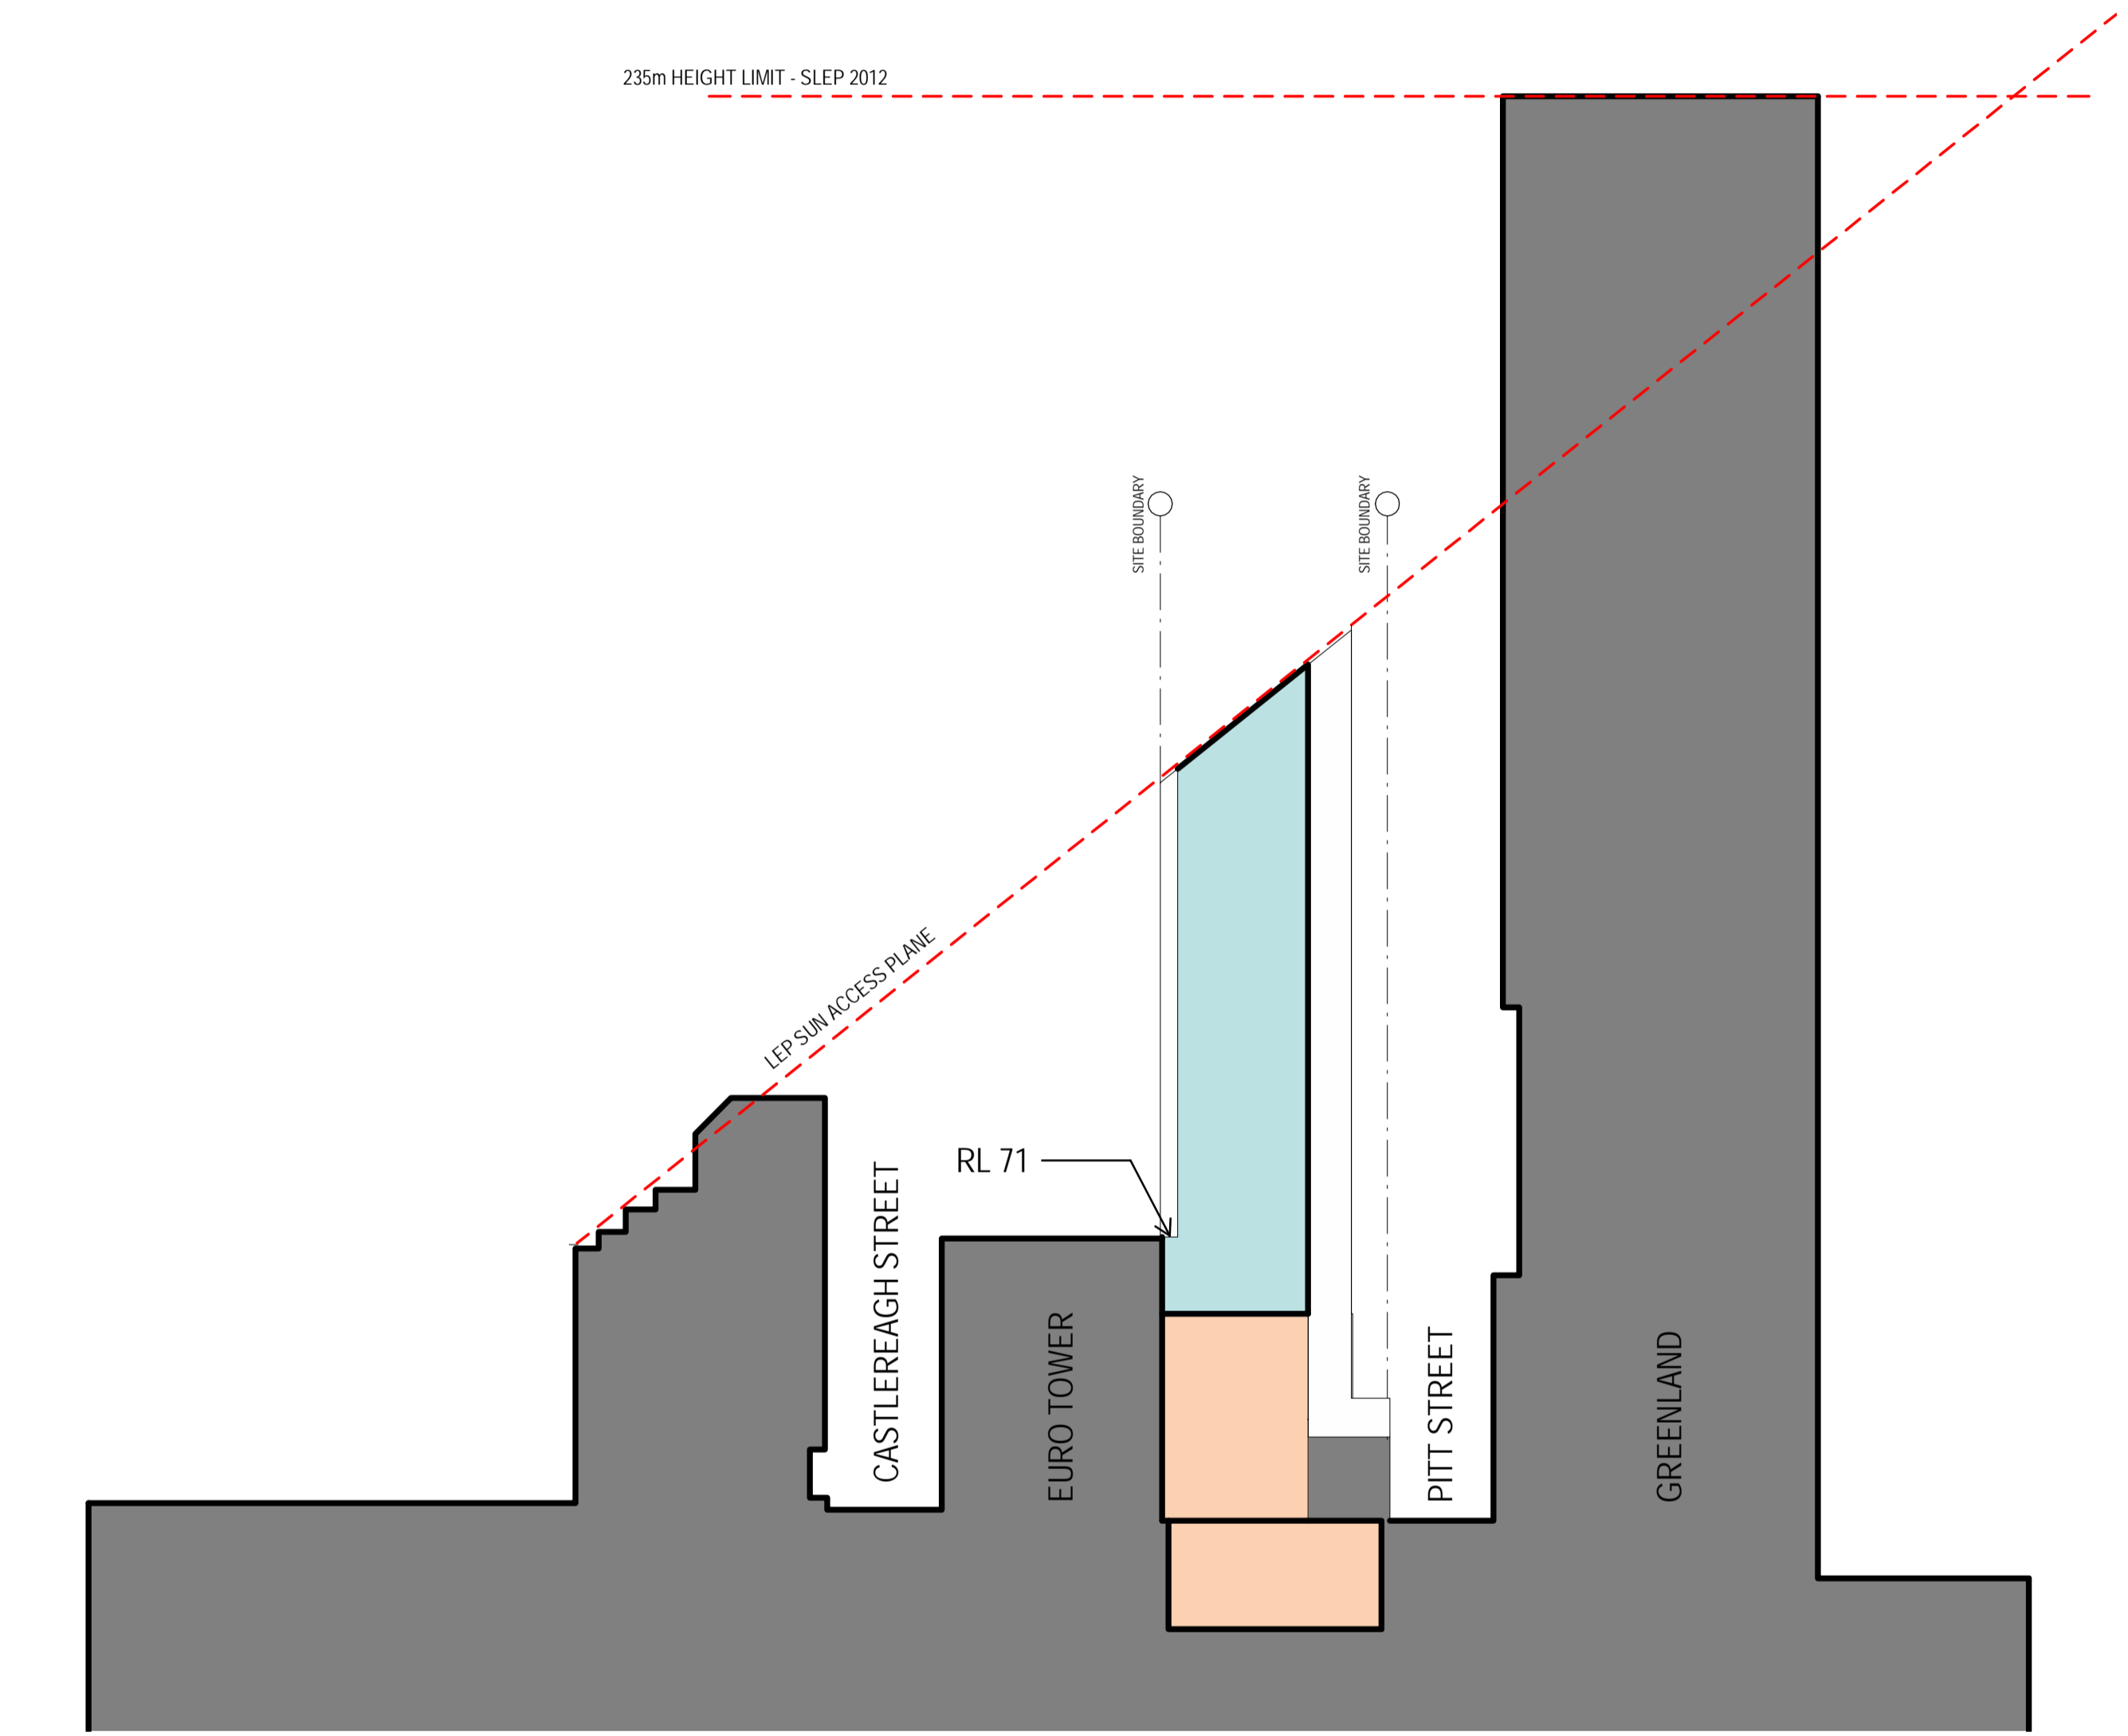 235m HEIGHT LIMIT - SLEP 2012
SITE BOUNDARY
SITE BOUNDARY
LEP SUN ACCESS PLANE
RL 71
CASTLEREAGH STREET
EURO TOWER
PITT STREET
GREENLAND